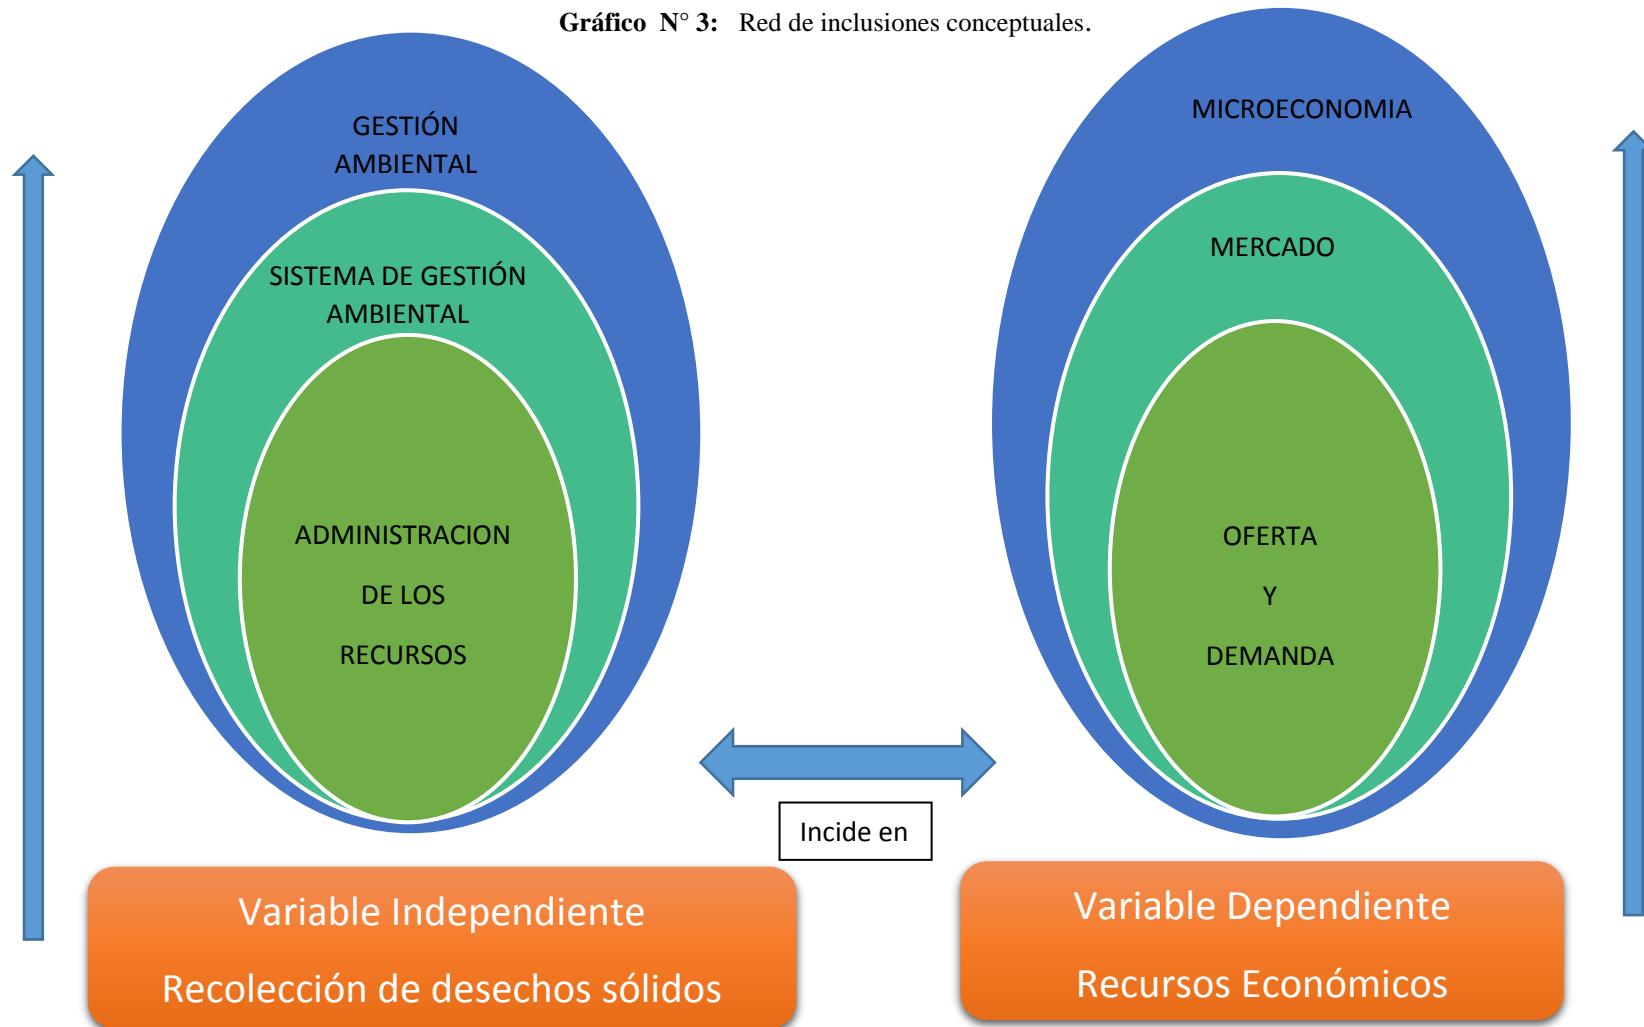 Gráfico N° 3: Red de inclusiones conceptuales.
GESTIÓN
AMBIENTAL
SISTEMA DE GESTIÓN
AMBIENTAL
ADMINISTRACION
DE LOS
RECURSOS
MICROECONOMIA
MERCADO
OFERTA
Y
DEMANDA
Incide en
Variable Independiente
Recolección de desechos sólidos
Variable Dependiente
Recursos Económicos